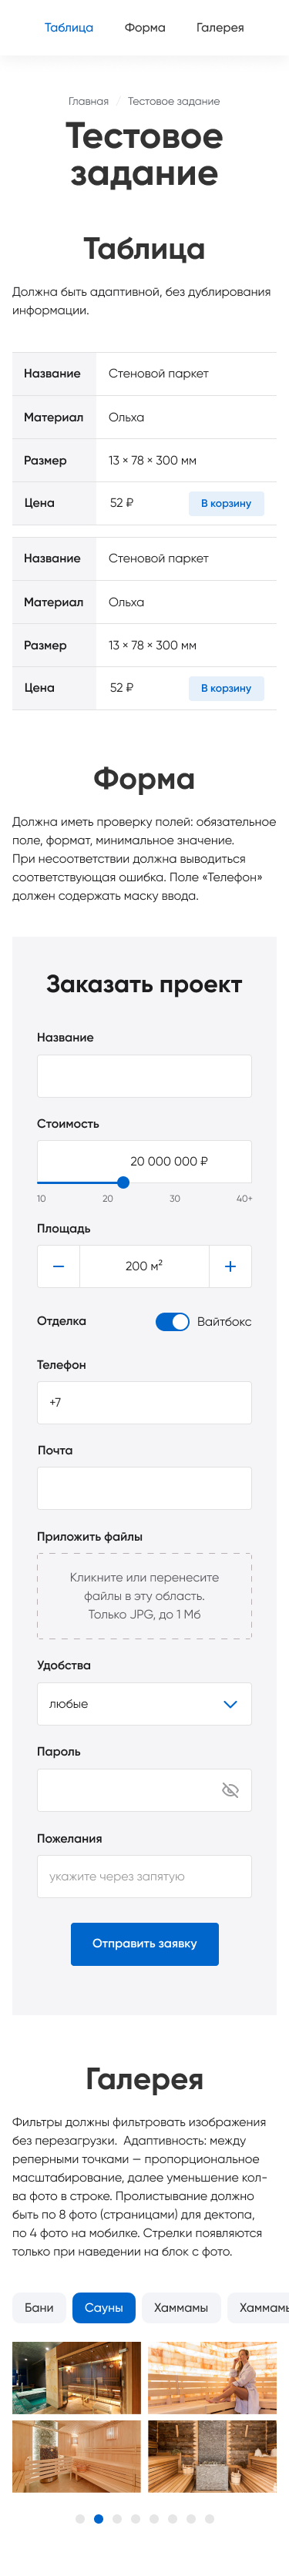 Таблица Форма Галерея
Главная / Тестовое задание
Тестовое
задание
Таблица
Должна быть адаптивной, без дублирования
информации.
Название Стеновой паркет
Материал Ольха
Размер 13 × 78 × 300 мм
Цена 52 ₽ В корзину
Название Стеновой паркет
Материал Ольха
Размер 13 × 78 × 300 мм
Цена 52 ₽ В корзину
Форма
Должна иметь проверку полей: обязательное
поле, формат, минимальное значение.
При несоответствии должна выводиться
соответствующая ошибка. Поле «Телефон»
должен содержать маску ввода.
Заказать проект
Название
Стоимость
20 000 000 ₽
10 20 30 40+
Площадь
− 200 м² +
Отделка Вайтбокс
Телефон
+7
Почта
Приложить файлы
Кликните или перенесите
файлы в эту область.
Только JPG, до 1 Мб
Удобства
любые
Пароль
Пожелания
укажите через запятую
Отправить заявку
Галерея
Фильтры должны фильтровать изображения
без перезагрузки. Адаптивность: между
реперными точками — пропорциональное
масштабирование, далее уменьшение кол-
ва фото в строке. Пролистывание должно
быть по 8 фото (страницами) для дектопа,
по 4 фото на мобилке. Стрелки появляются
только при наведении на блок с фото.
Бани Сауны Хаммамы Хаммамы